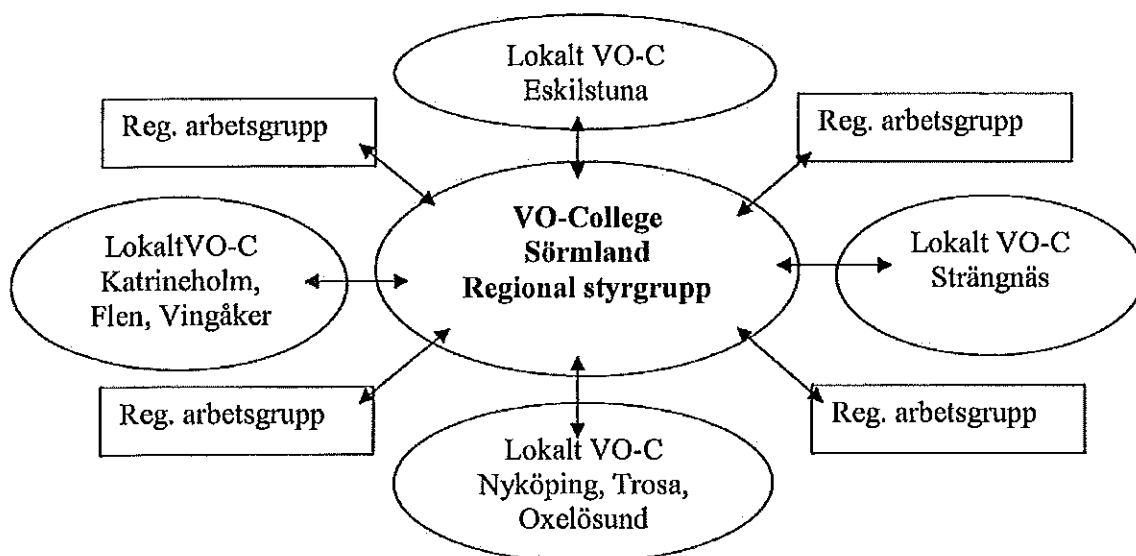 Lokalt VO-C
Eskilstuna
Reg. arbetsgrupp
Reg. arbetsgrupp
VO-College
Sörmland
Regional styrgrupp
LokaltVO-C
Katrineholm,
Flen, Vingåker
Lokalt VO-C
Strängnäs
Reg. arbetsgrupp
Reg. arbetsgrupp
Lokalt VO-C
Nyköping, Trosa,
Oxelösund